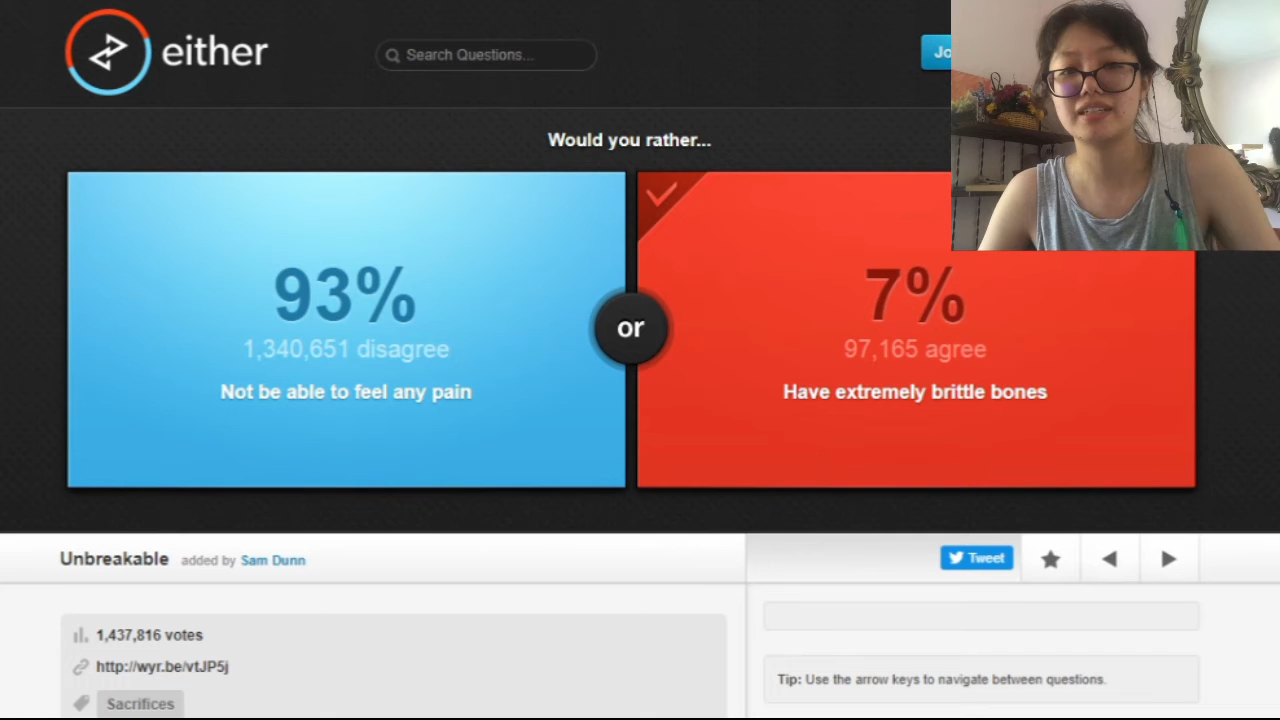 either
Search Questions...
Jo
Would you rather...
93%
1,340,651 disagree
Not be able to feel any pain
or
7%
97,165 agree
Have extremely brittle bones
Unbreakable added by Sam Dunn
Tweet
1,437,816 votes
http://wyr.be/vtJP5j
Sacrifices
Tip: Use the arrow keys to navigate between questions.